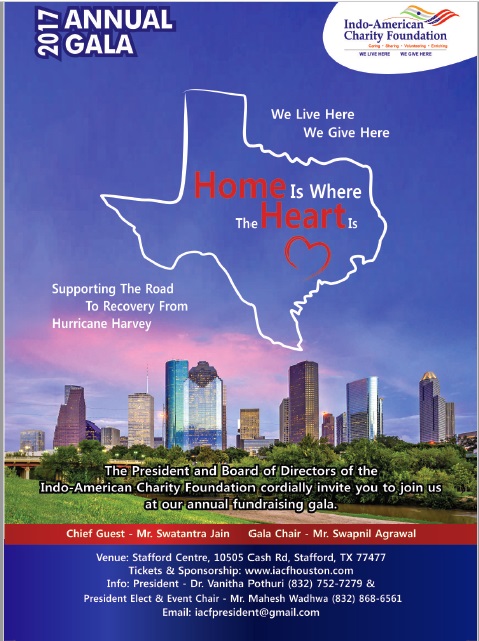 2017 ANNUAL
GALA
Indo-American
Charity Foundation
Caring • Sharing • Volunteering • Enriching
WE LIVE HERE WE GIVE HERE
We Live Here
We Give Here
Home Is Where
The Heart Is
Supporting The Road
To Recovery From
Hurricane Harvey
The President and Board of Directors of the
Indo-American Charity Foundation cordially invite you to join us
at our annual fundraising gala.
Chief Guest - Mr. Swatantra Jain Gala Chair - Mr. Swapnil Agrawal
Venue: Stafford Centre, 10505 Cash Rd, Stafford, TX 77477
Tickets & Sponsorship: www.iacfhouston.com
Info: President - Dr. Vanitha Pothuri (832) 752-7279 &
President Elect & Event Chair - Mr. Mahesh Wadhwa (832) 868-6561
Email: iacfpresident@gmail.com